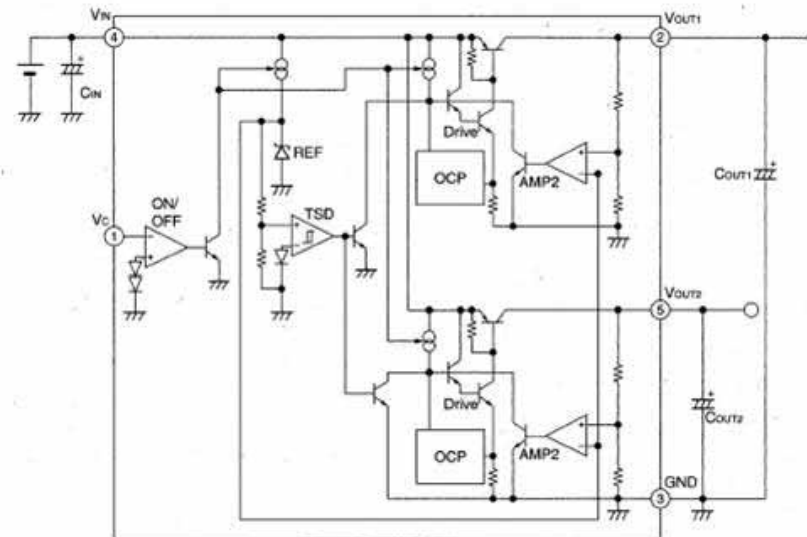 VIN
VOUT1
4
2
CIN
REF
Drive
OCP
AMP2
COUT1
+
ON/
OFF
TSD
VC
1
VOUT2
5
Drive
OCP
AMP2
COUT2
GND
3